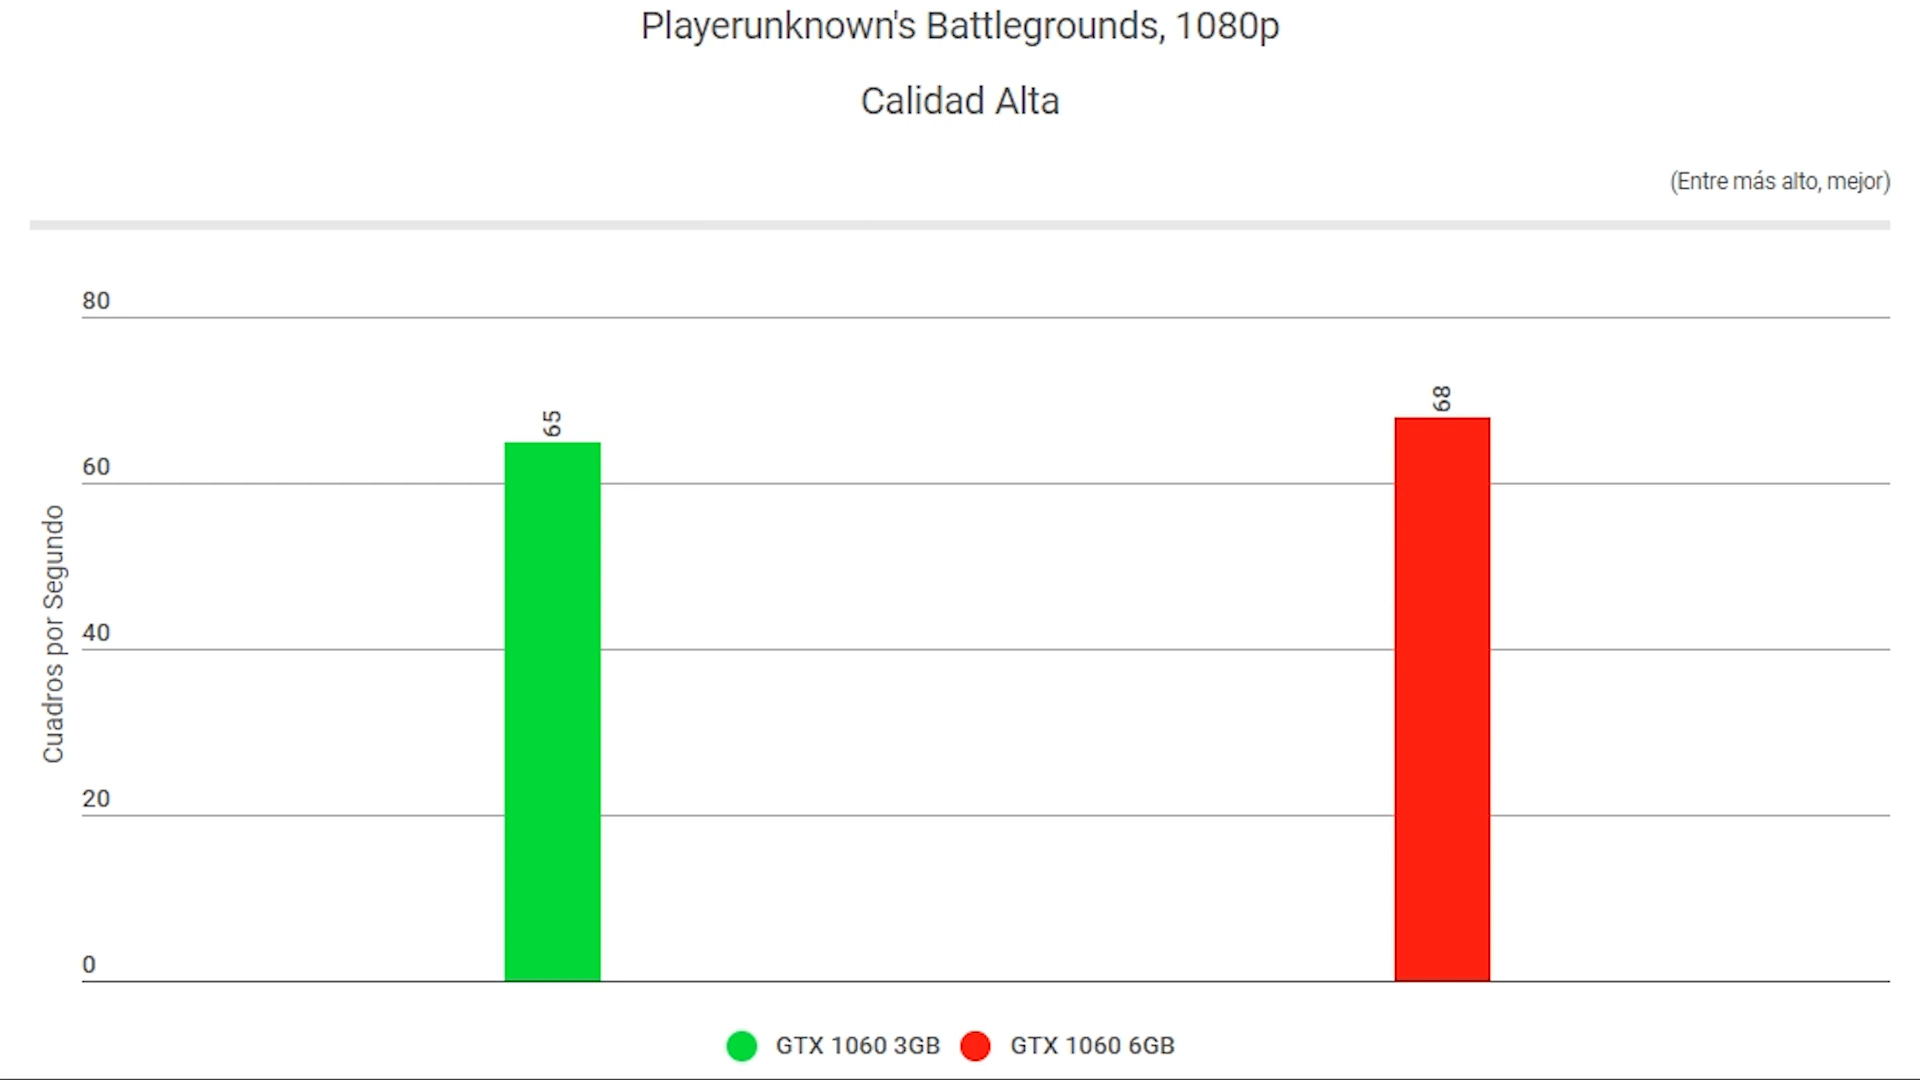 Playerunknown's Battlegrounds, 1080p
Calidad Alta
(Entre más alto, mejor)
80
60
40
20
0
Cuadros por Segundo
65
68
GTX 1060 3GB
GTX 1060 6GB